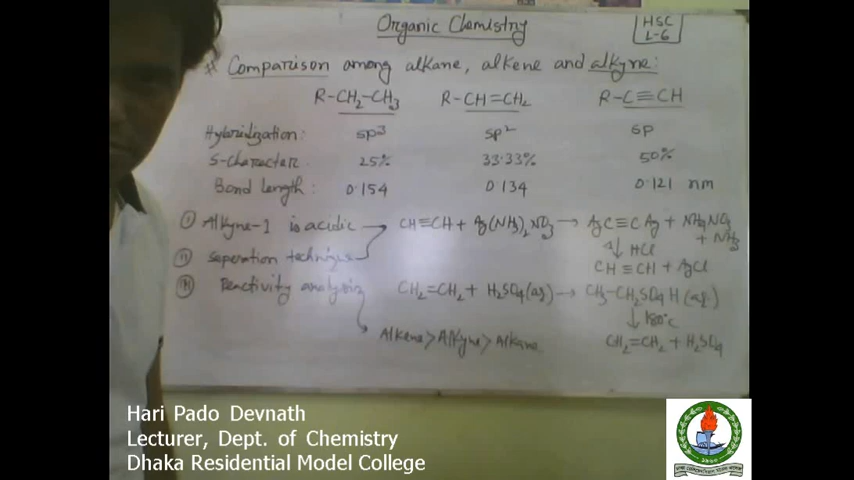 Organic Chemistry
HSC
L-6
* Comparison among alkane, alkene and alkyne:
R-CH₂-CH₃ R-CH=CH₂ R-C≡CH
Hybridization: sp³ sp² sp
S-Character: 25% 33.33% 50%
Bond length: 0.154 0.134 0.121 nm
(i) Alkyne-1 is acidic CH≡CH + Ag(NH₃)₂NO₃ → AgC≡CAg + NH₄NO₃ + NH₃
Δ↓HCl
(ii) seperation technique CH≡CH + AgCl
(iii) Reactivity analysis CH₂=CH₂ + H₂SO₄(aq) → CH₃-CH₂SO₄H(aq)
↓180°C
Alkene > Alkyne > Alkane CH₂=CH₂ + H₂SO₄
Hari Pado Devnath
Lecturer, Dept. of Chemistry
Dhaka Residential Model College